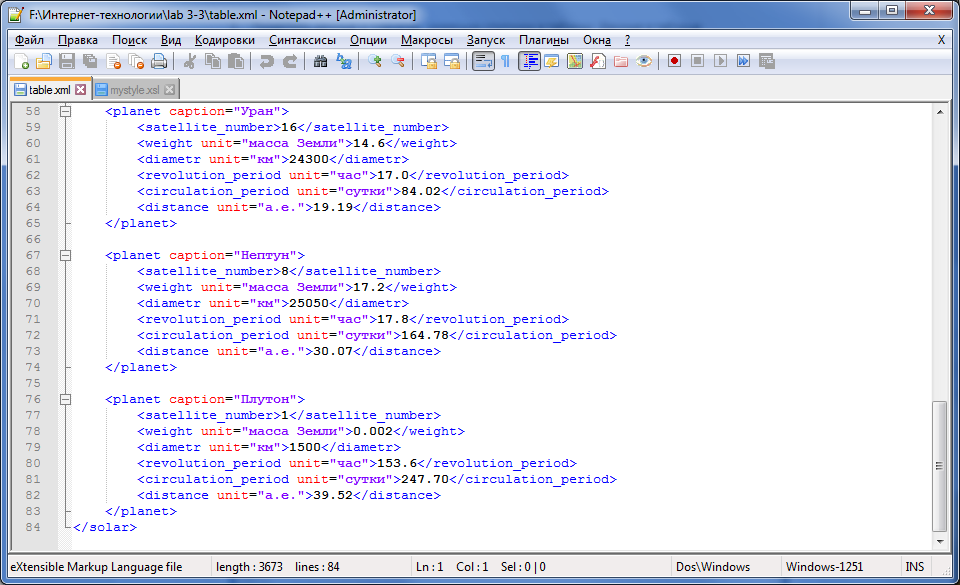 F:\Интернет-технологии\lab 3-3\table.xml - Notepad++ [Administrator]
Файл Правка Поиск Вид Кодировки Синтаксисы Опции Макросы Запуск Плагины Окна ? X
table.xml mystyle.xsl
58 <planet caption="Уран">
59 <satellite_number>16</satellite_number>
60 <weight unit="масса Земли">14.6</weight>
61 <diametr unit="км">24300</diametr>
62 <revolution_period unit="час">17.0</revolution_period>
63 <circulation_period unit="сутки">84.02</circulation_period>
64 <distance unit="а.е.">19.19</distance>
65 </planet>
66
67 <planet caption="Нептун">
68 <satellite_number>8</satellite_number>
69 <weight unit="масса Земли">17.2</weight>
70 <diametr unit="км">25050</diametr>
71 <revolution_period unit="час">17.8</revolution_period>
72 <circulation_period unit="сутки">164.78</circulation_period>
73 <distance unit="а.е.">30.07</distance>
74 </planet>
75
76 <planet caption="Плутон">
77 <satellite_number>1</satellite_number>
78 <weight unit="масса Земли">0.002</weight>
79 <diametr unit="км">1500</diametr>
80 <revolution_period unit="час">153.6</revolution_period>
81 <circulation_period unit="сутки">247.70</circulation_period>
82 <distance unit="а.е.">39.52</distance>
83 </planet>
84 </solar>
eXtensible Markup Language file length : 3673 lines : 84 Ln : 1 Col : 1 Sel : 0 | 0 Dos\Windows Windows-1251 INS